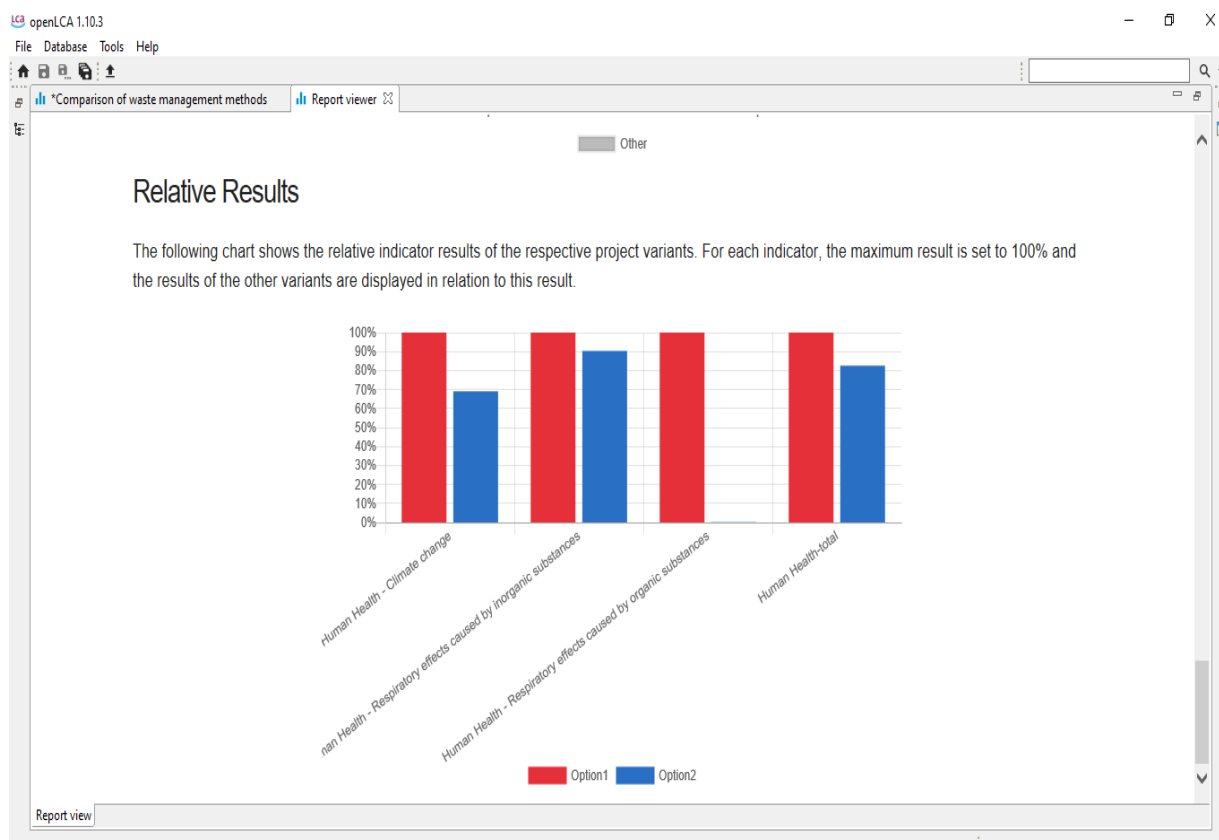 LCa openLCA 1.10.3
File Database Tools Help
*Comparison of waste management methods Report viewer
Other
Relative Results
The following chart shows the relative indicator results of the respective project variants. For each indicator, the maximum result is set to 100% and
the results of the other variants are displayed in relation to this result.
100%
90%
80%
70%
60%
50%
40%
30%
20%
10%
0%
Human Health - Climate change
nan Health - Respiratory effects caused by inorganic substances
Human Health - Respiratory effects caused by organic substances
Human Health-total
Option1 Option2
Report view